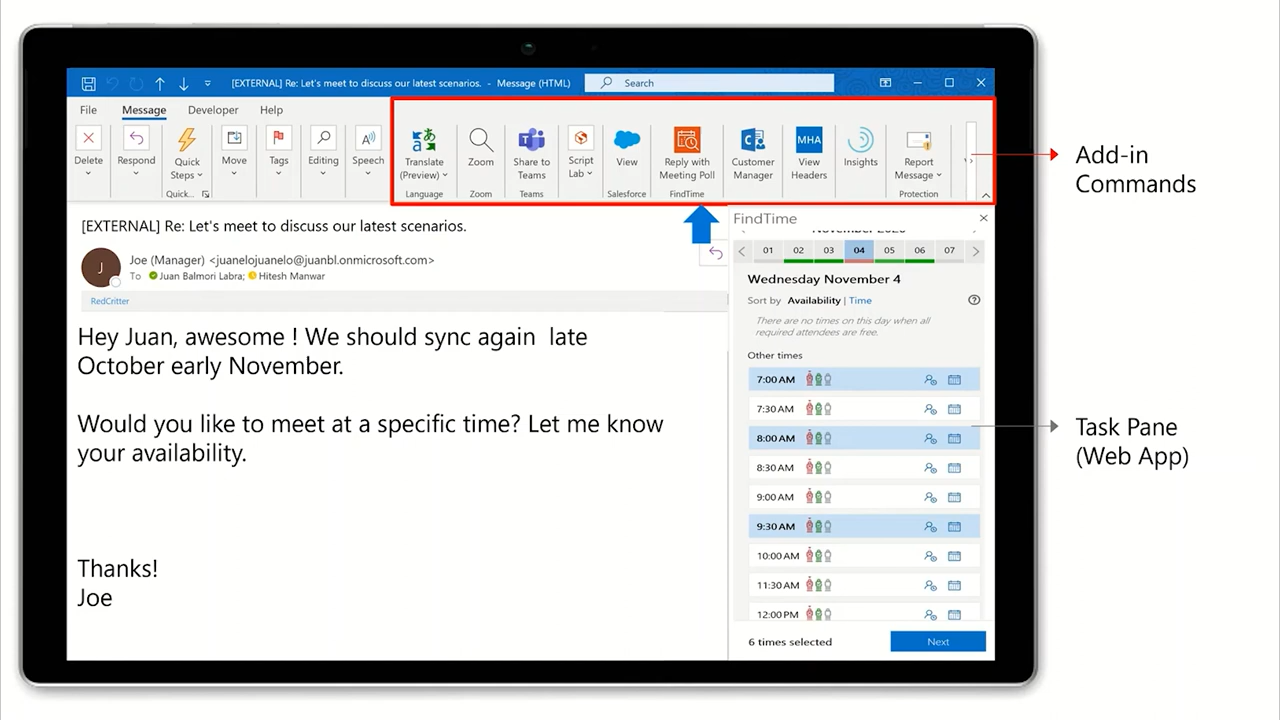 [EXTERNAL] Re: Let's meet to discuss our latest scenarios. - Message (HTML)
Search
File
Message
Developer
Help
Delete
Respond
Quick
Steps
Quick...
Move
Tags
Editing
Speech
Translate
(Preview)
Language
Zoom
Zoom
Share to
Teams
Teams
Script
Lab
View
Salesforce
Reply with
Meeting Poll
FindTime
Customer
Manager
MHA
View
Headers
Insights
Report
Message
Protection
Add-in
Commands
[EXTERNAL] Re: Let's meet to discuss our latest scenarios.
J
Joe (Manager) <juanelojuanelo@juanbl.onmicrosoft.com>
To Juan Balmori Labra; Hitesh Manwar
RedCritter
Hey Juan, awesome ! We should sync again late
October early November.
Would you like to meet at a specific time? Let me know
your availability.
Thanks!
Joe
FindTime
November 2020
01 02 03 04 05 06 07
Wednesday November 4
Sort by Availability | Time
There are no times on this day when all
required attendees are free.
Other times
7:00 AM
7:30 AM
8:00 AM
8:30 AM
9:00 AM
9:30 AM
10:00 AM
11:30 AM
12:00 PM
6 times selected
Next
Task Pane
(Web App)